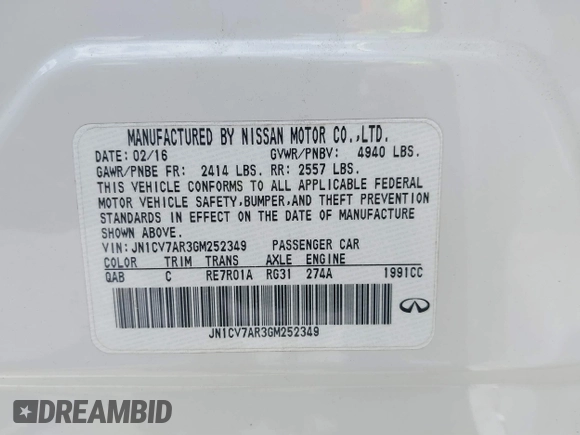 MANUFACTURED BY NISSAN MOTOR CO.,LTD.
DATE: 02/16 GVWR/PNBV: 4940 LBS.
GAWR/PNBE FR: 2414 LBS. RR: 2557 LBS.
THIS VEHICLE CONFORMS TO ALL APPLICABLE FEDERAL
MOTOR VEHICLE SAFETY,BUMPER,AND THEFT PREVENTION
STANDARDS IN EFFECT ON THE DATE OF MANUFACTURE
SHOWN ABOVE.
VIN: JN1CV7AR3GM252349 PASSENGER CAR
COLOR TRIM TRANS AXLE ENGINE
QAB C RE7R01A RG31 274A 1991CC
JN1CV7AR3GM252349
DREAMBID